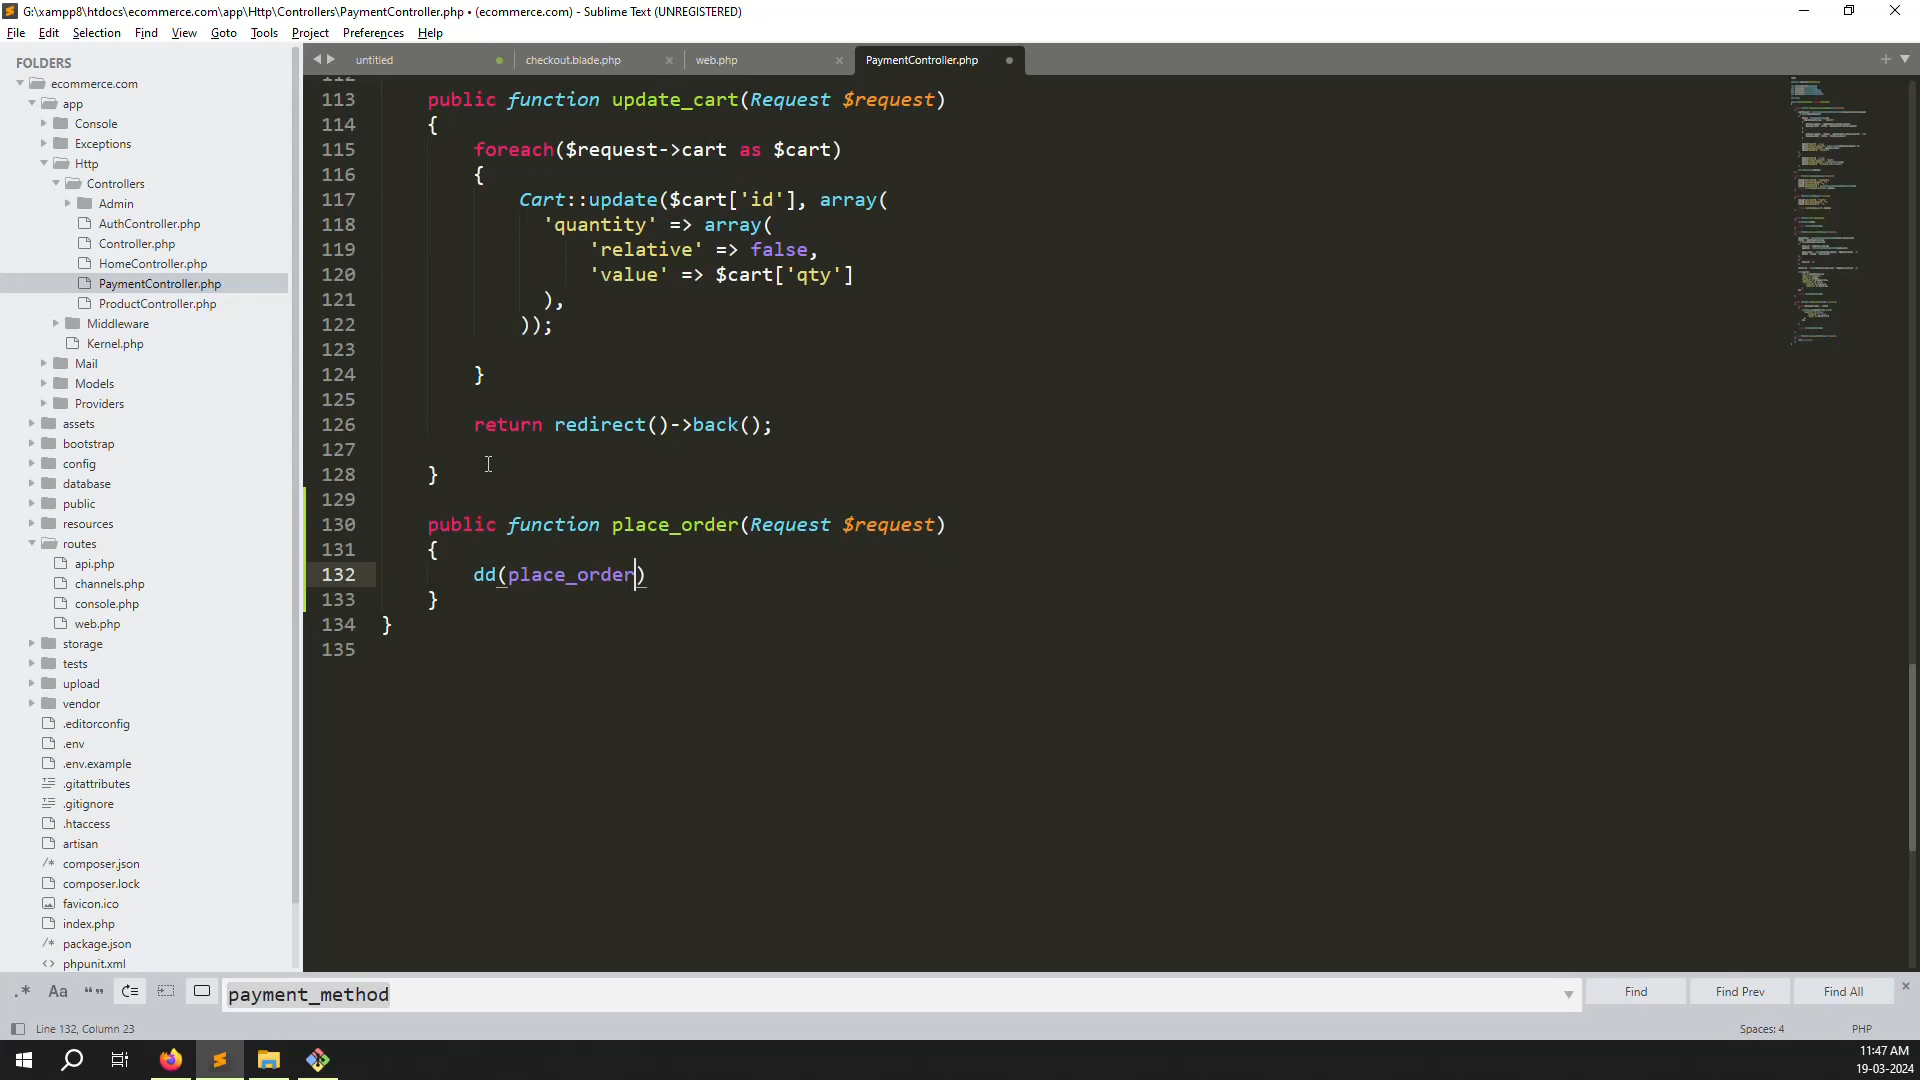 G:\xampp8\htdocs\ecommerce.com\app\Http\Controllers\PaymentController.php • (ecommerce.com) - Sublime Text (UNREGISTERED)
File Edit Selection Find View Goto Tools Project Preferences Help
FOLDERS
ecommerce.com
app
Console
Exceptions
Http
Controllers
Admin
AuthController.php
Controller.php
HomeController.php
PaymentController.php
ProductController.php
Middleware
Kernel.php
Mail
Models
Providers
assets
bootstrap
config
database
public
resources
routes
api.php
channels.php
console.php
web.php
storage
tests
upload
vendor
.editorconfig
.env
.env.example
.gitattributes
.gitignore
.htaccess
artisan
composer.json
composer.lock
favicon.ico
index.php
package.json
phpunit.xml
untitled checkout.blade.php web.php PaymentController.php
112
113 public function update_cart(Request $request)
114 {
115 foreach($request->cart as $cart)
116 {
117 Cart::update($cart['id'], array(
118 'quantity' => array(
119 'relative' => false,
120 'value' => $cart['qty']
121 ),
122 ));
123
124 }
125
126 return redirect()->back();
127
128 }
129
130 public function place_order(Request $request)
131 {
132 dd(place_order)
133 }
134 }
135
.* Aa “” payment_method Find Find Prev Find All
Line 132, Column 23 Spaces: 4 PHP
11:47 AM
19-03-2024